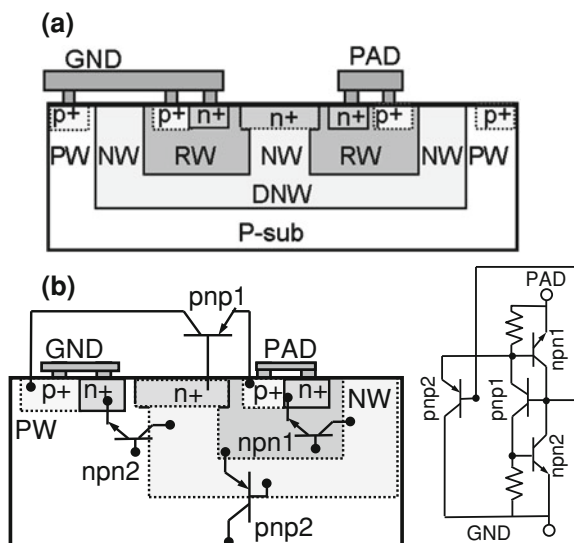 (a)
GND PAD
p+ p+ n+ n+ n+ p+ p+
PW NW RW NW RW NW PW
DNW
P-sub
(b) pnp1
GND PAD
p+ n+ n+ p+ n+ NW
PW
npn2 npn1
pnp2
PAD
npn1
pnp2 pnp1
npn2
GND